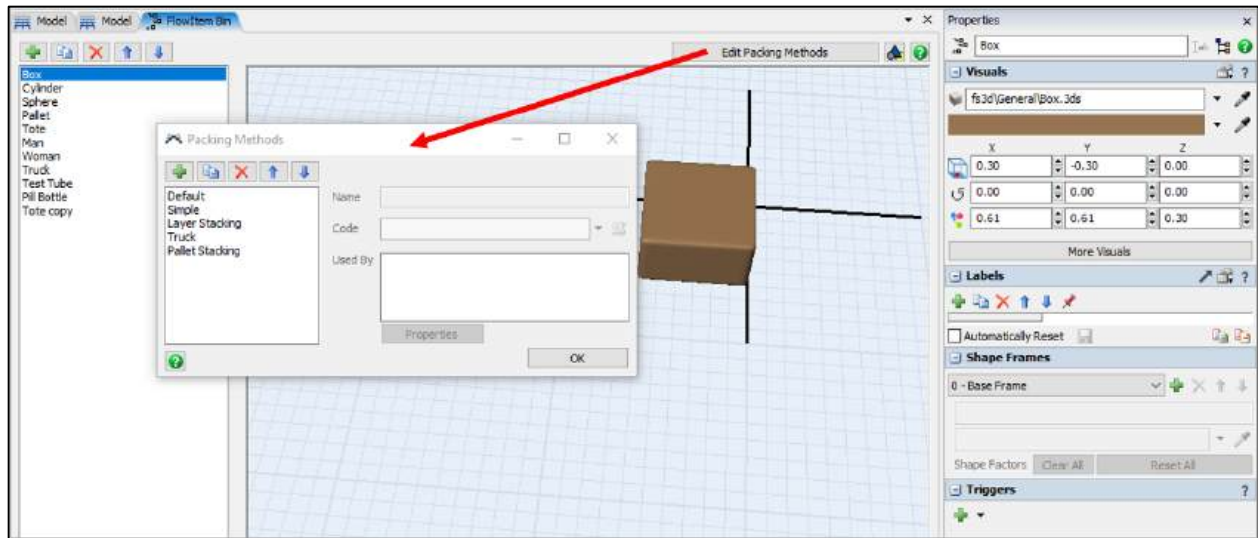 Model
Model
FlowItem Bin
Properties
Edit Packing Methods
Box
Box
Cylinder
Sphere
Pallet
Tote
Man
Woman
Truck
Test Tube
Pill Bottle
Tote copy
Packing Methods
Default
Simple
Layer Stacking
Truck
Pallet Stacking
Name
Code
Used By
Properties
OK
Visuals
?
fs3d\General\Box.3ds
X Y Z
0.30 -0.30 0.00
0.00 0.00 0.00
0.61 0.61 0.30
More Visuals
Labels
?
Automatically Reset
Shape Frames
0 - Base Frame
Shape Factors Clear All Reset All
Triggers
?